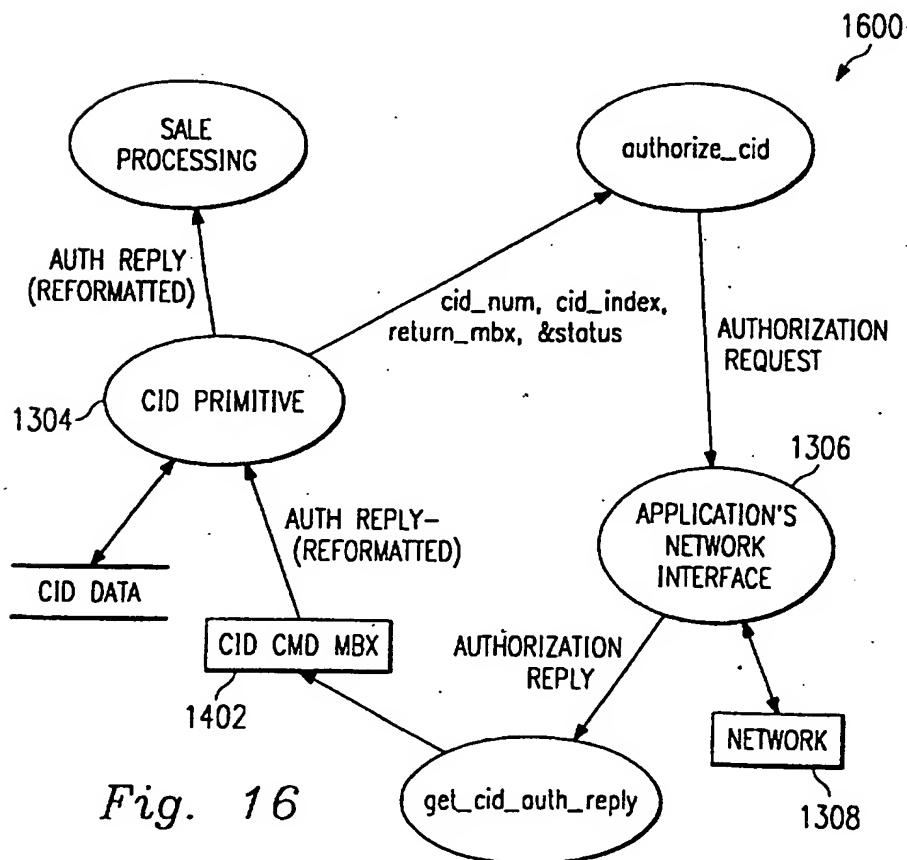 1600
SALE
PROCESSING
authorize_cid
AUTH REPLY
(REFORMATTED)
cid_num, cid_index,
return_mbx, &status
AUTHORIZATION
REQUEST
1304
CID PRIMITIVE
1306
APPLICATION'S
NETWORK
INTERFACE
AUTH REPLY-
(REFORMATTED)
CID DATA
CID CMD MBX
1402
AUTHORIZATION
REPLY
NETWORK
1308
get_cid_auth_reply
Fig. 16